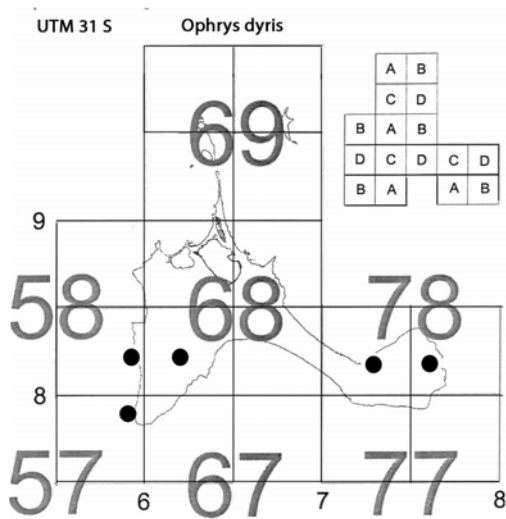 UTM 31 S
Ophrys dyris
A B
C D
B A B
D C D C D
B A A B
69
9
58 68 78
8
57 67 77
6 7 8